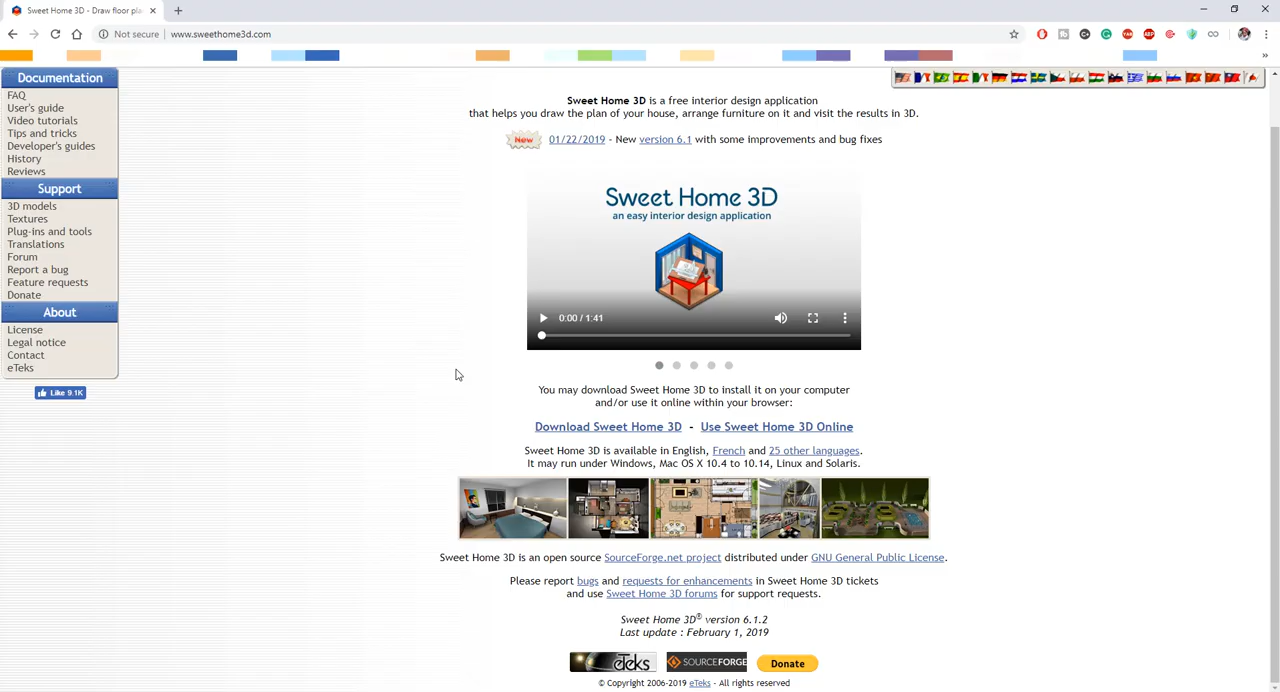 Sweet Home 3D - Draw floor pla
Not secure | www.sweethome3d.com
Documentation
FAQ
User's guide
Video tutorials
Tips and tricks
Developer's guides
History
Reviews
Support
3D models
Textures
Plug-ins and tools
Translations
Forum
Report a bug
Feature requests
Donate
About
License
Legal notice
Contact
eTeks
Like 9.1K
Sweet Home 3D is a free interior design application
that helps you draw the plan of your house, arrange furniture on it and visit the results in 3D.
New 01/22/2019 - New version 6.1 with some improvements and bug fixes
Sweet Home 3D
an easy interior design application
0:00 / 1:41
You may download Sweet Home 3D to install it on your computer
and/or use it online within your browser:
Download Sweet Home 3D - Use Sweet Home 3D Online
Sweet Home 3D is available in English, French and 25 other languages.
It may run under Windows, Mac OS X 10.4 to 10.14, Linux and Solaris.
Sweet Home 3D is an open source SourceForge.net project distributed under GNU General Public License.
Please report bugs and requests for enhancements in Sweet Home 3D tickets
and use Sweet Home 3D forums for support requests.
Sweet Home 3D® version 6.1.2
Last update : February 1, 2019
eTeks SOURCEFORGE Donate
© Copyright 2006-2019 eTeks - All rights reserved